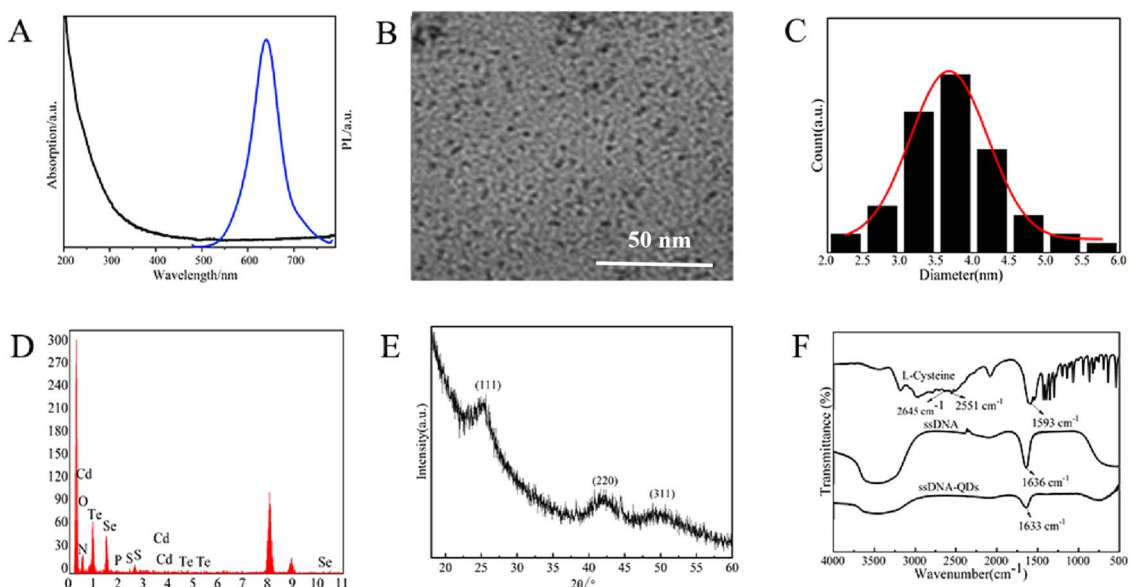 A
Absorption/a.u.
PL/a.u.
200 300 400 500 600 700
Wavelength/nm
B
50 nm
C
Count(a.u.)
2.0 2.5 3.0 3.5 4.0 4.5 5.0 5.5 6.0
Diameter(nm)
D
300
270
240
210
180
150
120
90
60
30
0
Cd
O
Te
Se
N
P
S
S
Cd
Cd
Te
Te
Se
0 1 2 3 4 5 6 7 8 9 10 11
E
Intensity(a.u.)
(111)
(220)
(311)
20 25 30 35 40 45 50 55 60
2θ/°
F
Transmittance (%)
L-Cysteine
2645 cm-1
2551 cm-1
1593 cm-1
ssDNA
1636 cm-1
ssDNA-QDs
1633 cm-1
4000 3500 3000 2500 2000 1500 1000 500
Wavenumber(cm-1)